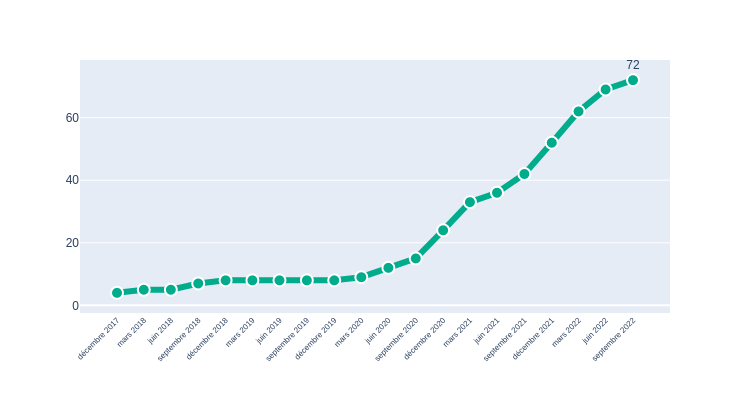 72
60
40
20
0
décembre 2017
mars 2018
juin 2018
septembre 2018
décembre 2018
mars 2019
juin 2019
septembre 2019
décembre 2019
mars 2020
juin 2020
septembre 2020
décembre 2020
mars 2021
juin 2021
septembre 2021
décembre 2021
mars 2022
juin 2022
septembre 2022